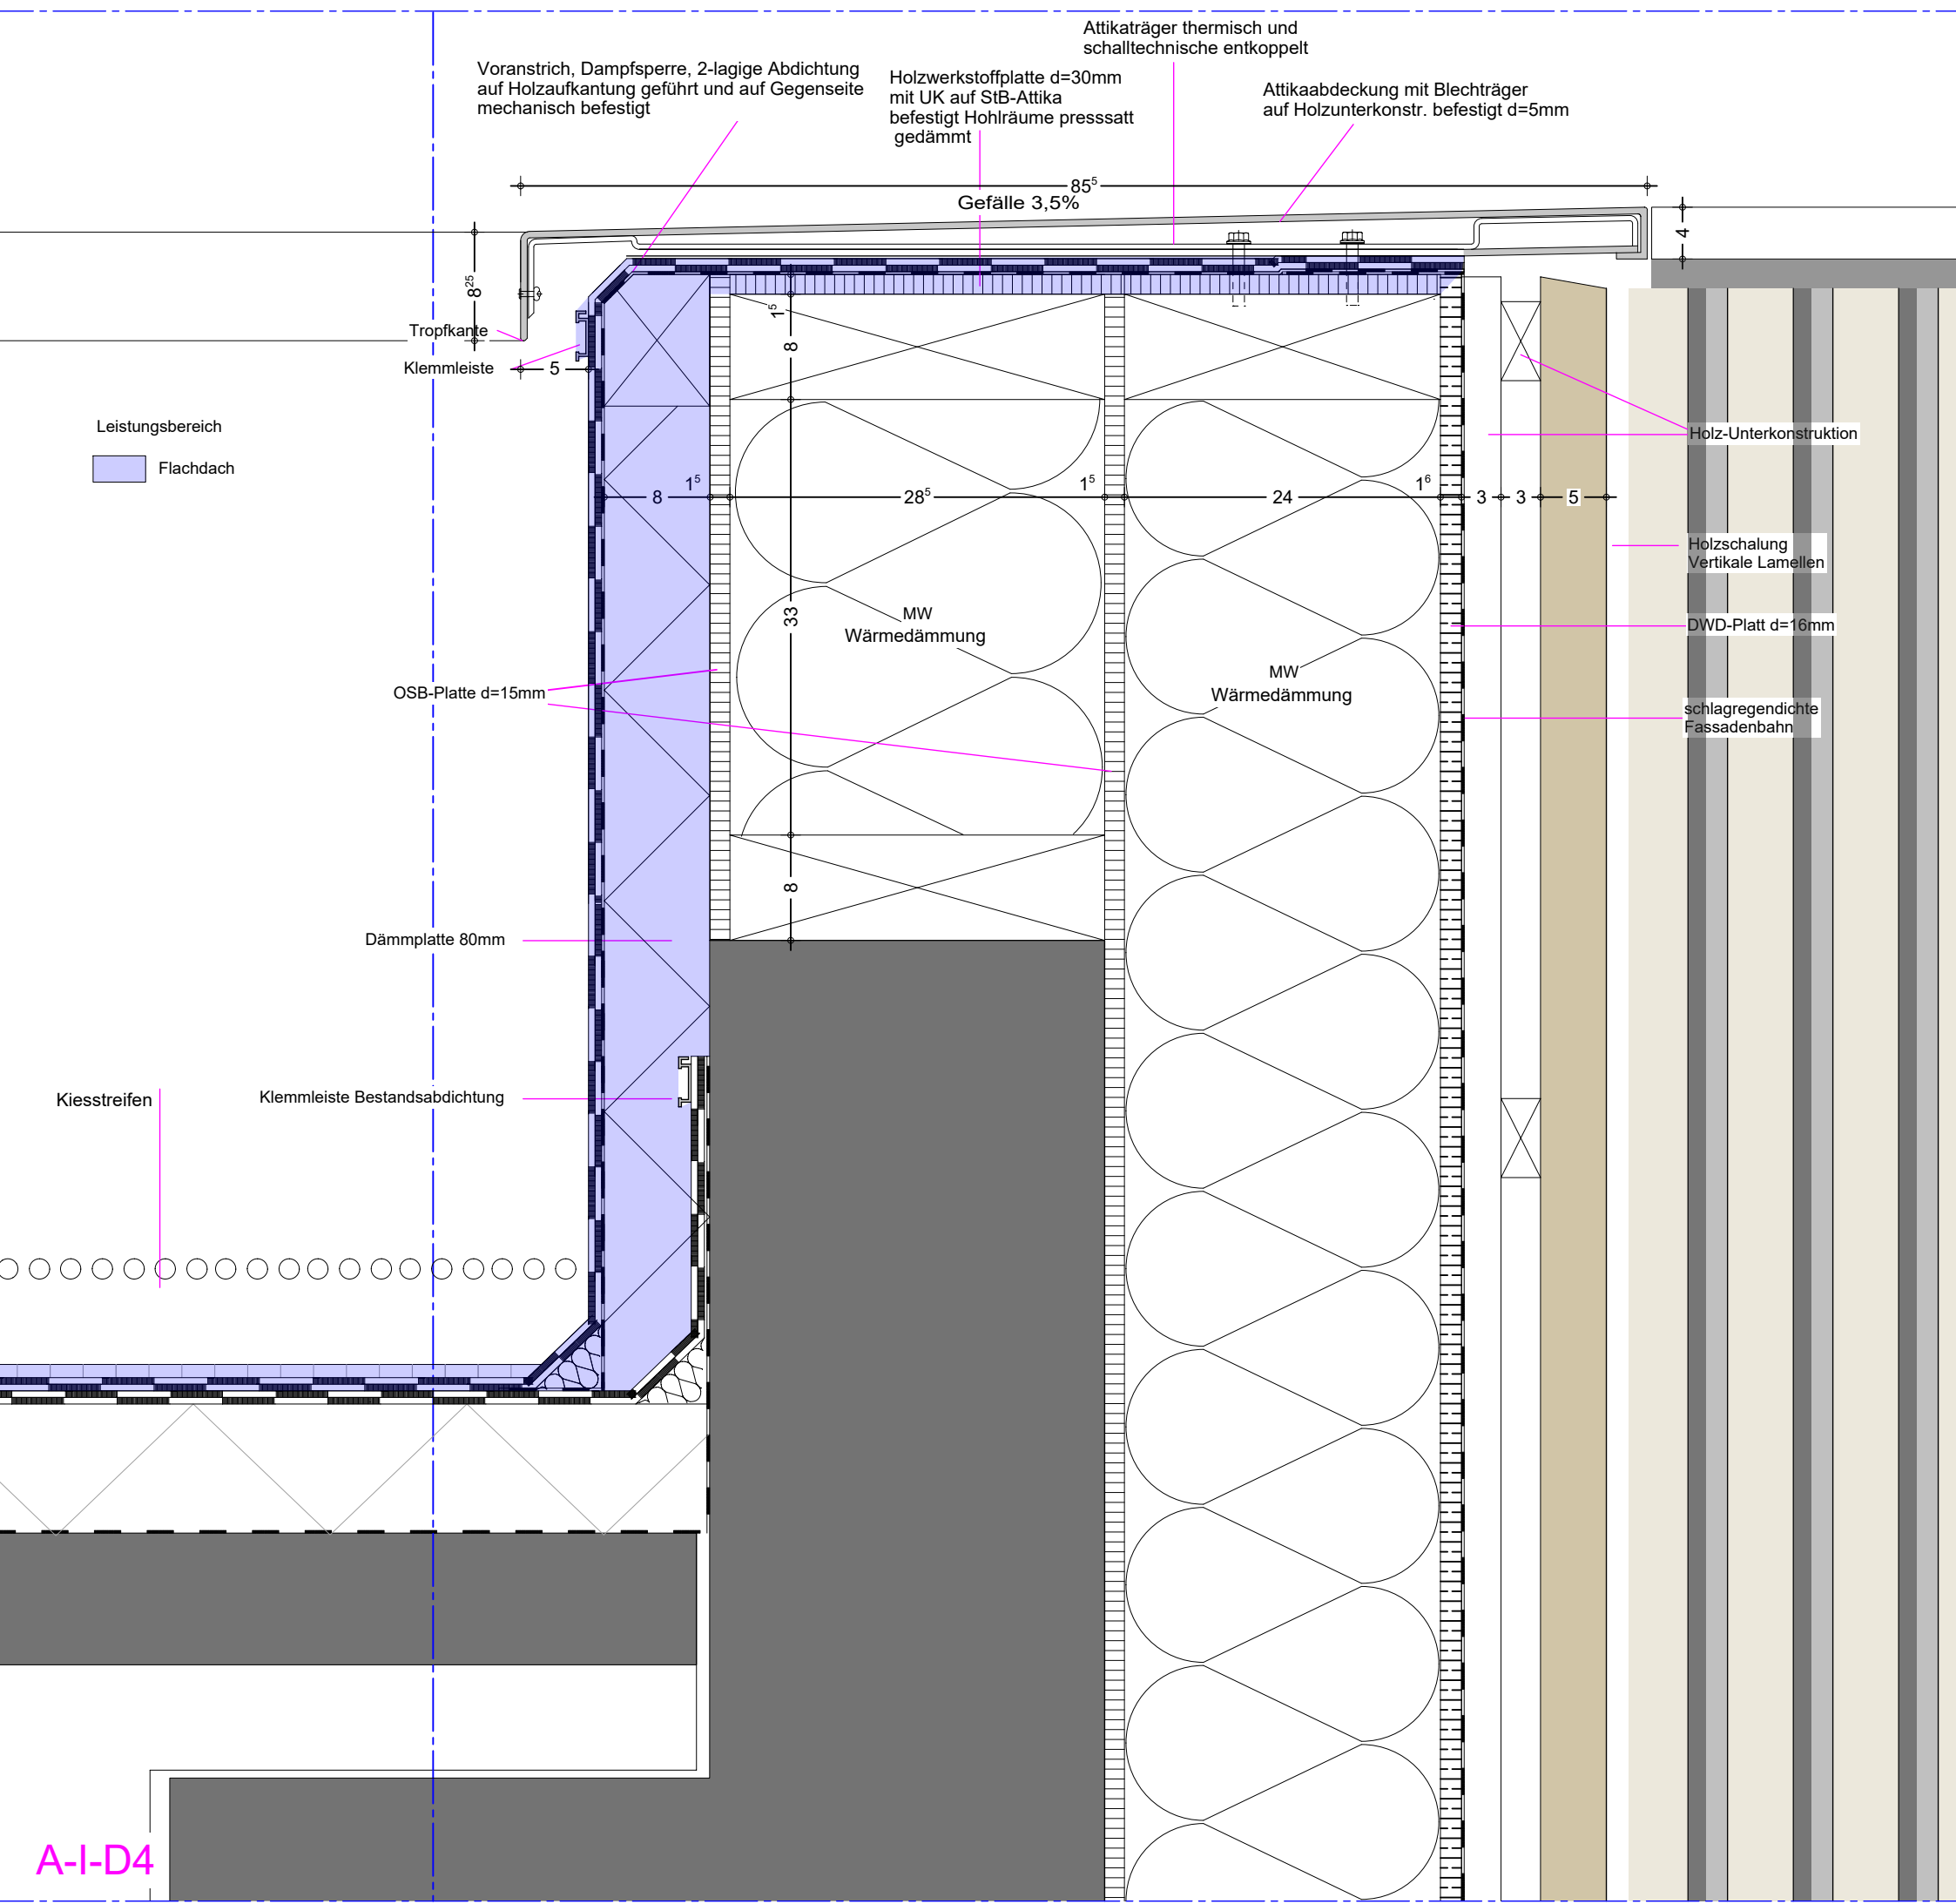 Attikaträger thermisch und
schalltechnische entkoppelt
Voranstrich, Dampfsperre, 2-lagige Abdichtung
auf Holzaufkantung geführt und auf Gegenseite
mechanisch befestigt
Holzwerkstoffplatte d=30mm
mit UK auf StB-Attika
befestigt Hohlräume presssatt
gedämmt
Attikaabdeckung mit Blechträger
auf Holzunterkonstr. befestigt d=5mm
85⁵
Gefälle 3,5%
4
8²⁵
1⁵
Tropfkante
8
Klemmleiste
5
Leistungsbereich
Flachdach
Holz-Unterkonstruktion
8
1⁵
28⁵
1⁵
24
1⁶
3
3
5
Holzschalung
Vertikale Lamellen
33
MW
Wärmedämmung
DWD-Platt d=16mm
MW
Wärmedämmung
OSB-Platte d=15mm
schlagregendichte
Fassadenbahn
8
Dämmplatte 80mm
Kiesstreifen
Klemmleiste Bestandsabdichtung
A-I-D4